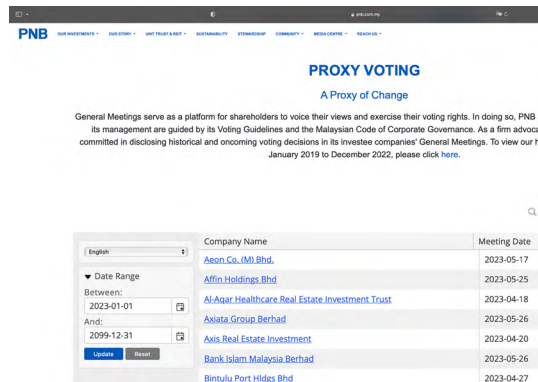 pnb.com.my
PNB
OUR INVESTMENTS OUR STORY UNIT TRUST & REIT SUSTAINABILITY STEWARDSHIP COMMUNITY MEDIA CENTRE REACH US
PROXY VOTING
A Proxy of Change
General Meetings serve as a platform for shareholders to voice their views and exercise their voting rights. In doing so, PNB
its management are guided by its Voting Guidelines and the Malaysian Code of Corporate Governance. As a firm advoca
committed in disclosing historical and oncoming voting decisions in its investee companies' General Meetings. To view our h
January 2019 to December 2022, please click here.
English
Company Name Meeting Date
Aeon Co. (M) Bhd. 2023-05-17
Date Range
Affin Holdings Bhd 2023-05-25
Between:
2023-01-01
Al-Aqar Healthcare Real Estate Investment Trust 2023-04-18
And:
Axiata Group Berhad 2023-05-26
2099-12-31
Axis Real Estate Investment 2023-04-20
Update Reset
Bank Islam Malaysia Berhad 2023-05-26
Bintulu Port Hldgs Bhd 2023-04-27